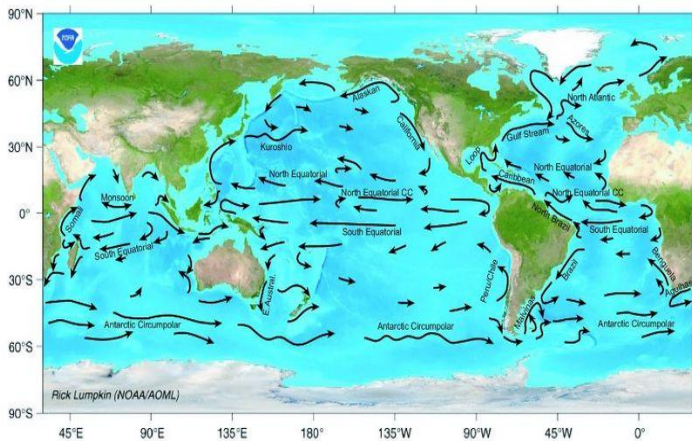 90°N
NOAA
60°N
Alaskan
North Atlantic
California
Azores
Gulf Stream
30°N
Kuroshio
Loop
North Equatorial
North Equatorial
Caribbean
Monsoon
North Equatorial CC
North Equatorial CC
0°
Somali
North Brazil
South Equatorial
South Equatorial
South Equatorial
Benguela
Brazil
30°S
E.Austral.
Peru/Chile
Agulhas
Malvinas
Antarctic Circumpolar
Antarctic Circumpolar
Antarctic Circumpolar
60°S
Rick Lumpkin (NOAA/AOML)
90°S
45°E 90°E 135°E 180° 135°W 90°W 45°W 0°